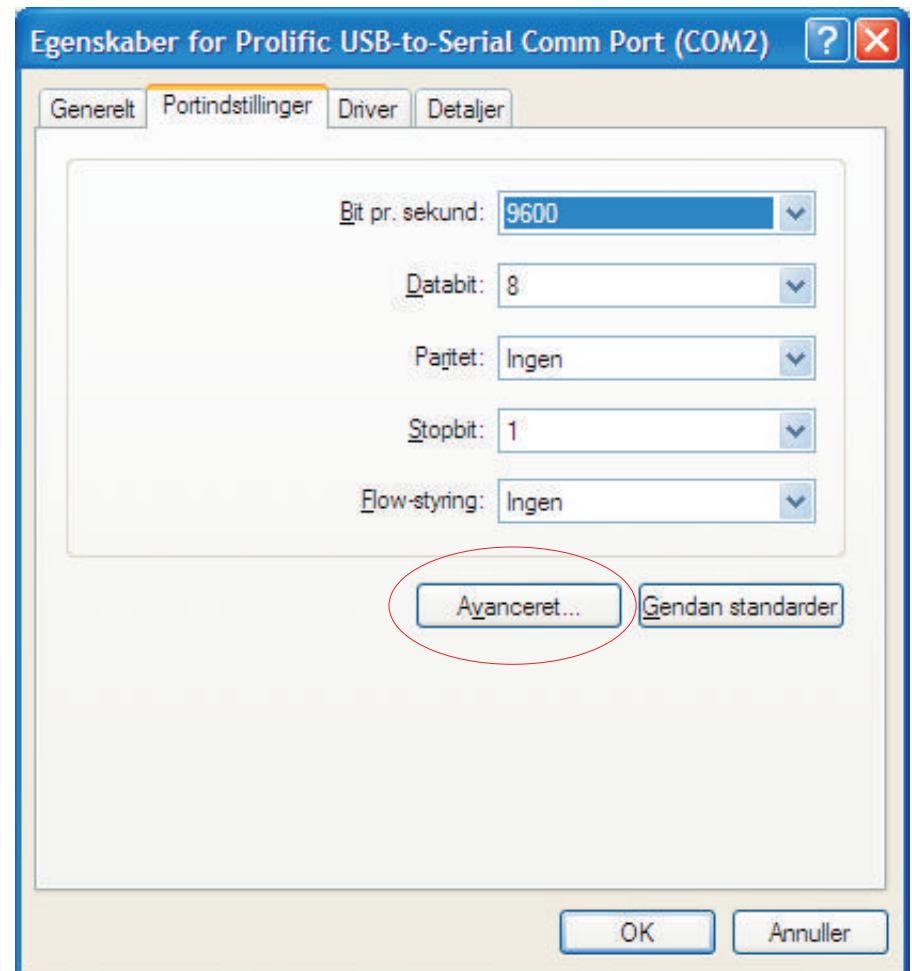 Egenskaber for Prolific USB-to-Serial Comm Port (COM2)
Generelt Portindstillinger Driver Detaljer
Bit pr. sekund: 9600
Databit: 8
Paritet: Ingen
Stopbit: 1
Flow-styring: Ingen
Avanceret... Gendan standarder
OK Annuller